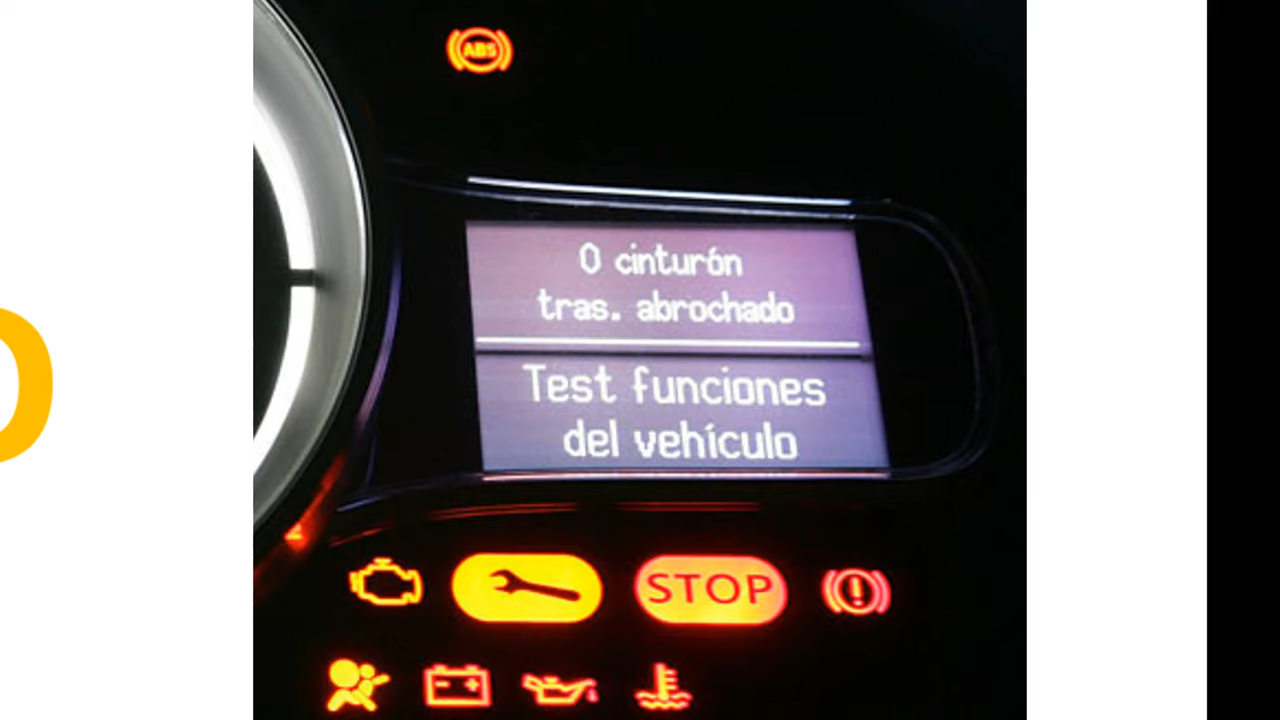 ABS
0 cinturón
tras. abrochado
Test funciones
del vehículo
STOP